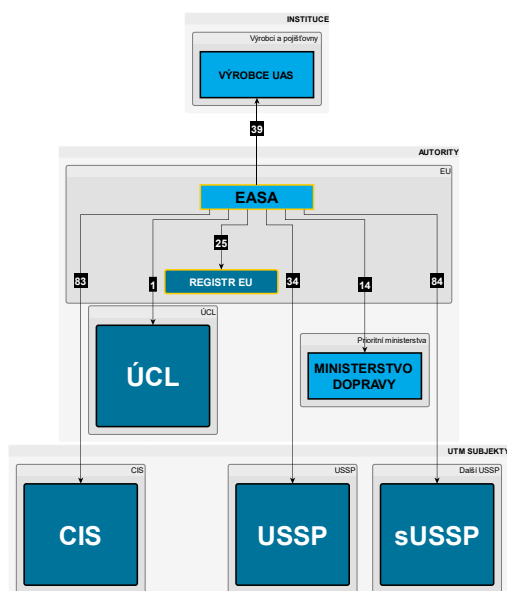 INSTITUCE
Výrobci a pojišťovny
VÝROBCE UAS
39
AUTORITY
EU
EASA
25
83
1
34
14
84
REGISTR EU
ÚCL
ÚCL
Prioritní ministerstva
MINISTERSTVO
DOPRAVY
UTM SUBJEKTY
CIS
USSP
Další USSP
CIS
USSP
sUSSP